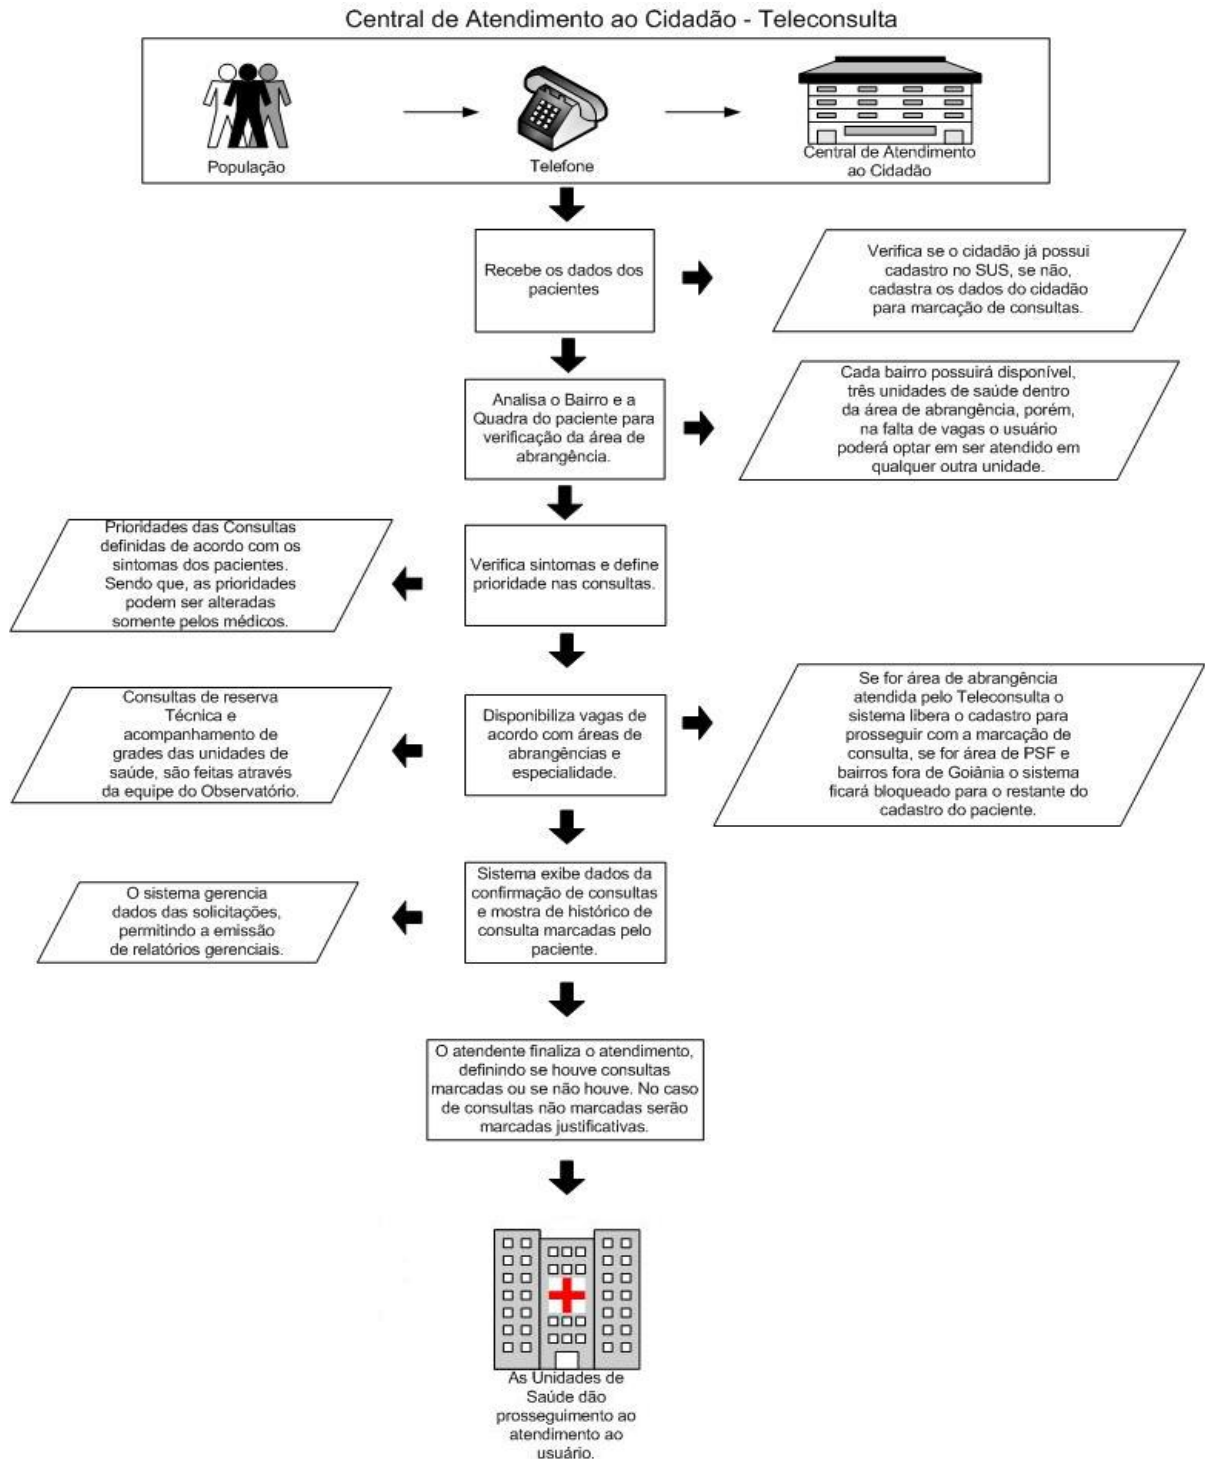 Central de Atendimento ao Cidadão - Teleconsulta
População
Telefone
Central de Atendimento
ao Cidadão
Recebe os dados dos
pacientes
Verifica se o cidadão já possui
cadastro no SUS, se não,
cadastra os dados do cidadão
para marcação de consultas.
Analisa o Bairro e a
Quadra do paciente para
verificação da área de
abrangência.
Cada bairro possuirá disponível,
três unidades de saúde dentro
da área de abrangência, porém,
na falta de vagas o usuário
poderá optar em ser atendido em
qualquer outra unidade.
Prioridades das Consultas
definidas de acordo com os
sintomas dos pacientes.
Sendo que, as prioridades
podem ser alteradas
somente pelos médicos.
Verifica sintomas e define
prioridade nas consultas.
Consultas de reserva
Técnica e
acompanhamento de
grades das unidades de
saúde, são feitas através
da equipe do Observatório.
Disponibiliza vagas de
acordo com áreas de
abrangências e
especialidade.
Se for área de abrangência
atendida pelo Teleconsulta o
sistema libera o cadastro para
prosseguir com a marcação de
consulta, se for área de PSF e
bairros fora de Goiânia o sistema
ficará bloqueado para o restante do
cadastro do paciente.
O sistema gerencia
dados das solicitações,
permitindo a emissão
de relatórios gerenciais.
Sistema exibe dados da
confirmação de consultas
e mostra de histórico de
consulta marcadas pelo
paciente.
O atendente finaliza o atendimento,
definindo se houve consultas
marcadas ou se não houve. No caso
de consultas não marcadas serão
marcadas justificativas.
As Unidades de
Saúde dão
prosseguimento ao
atendimento ao
usuário.